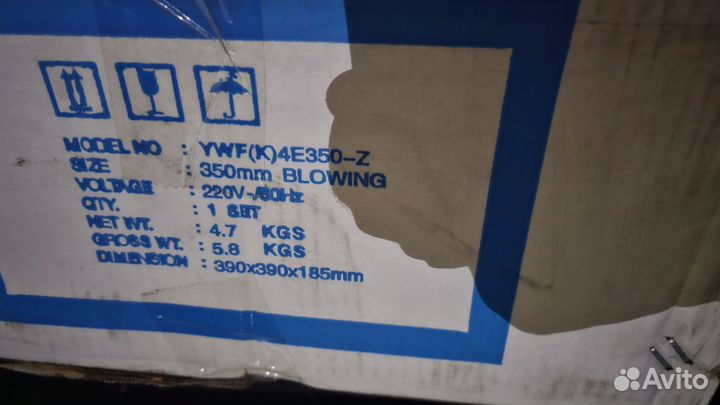 MODEL NO : YWF(K)4E350-Z
SIZE : 350mm BLOWING
VOLTAGE : 220V~/60Hz
QTY. : 1 SET
NET WT. : 4.7 KGS
GROSS WT. : 5.8 KGS
DIMENSION : 390x390x185mm
Avito